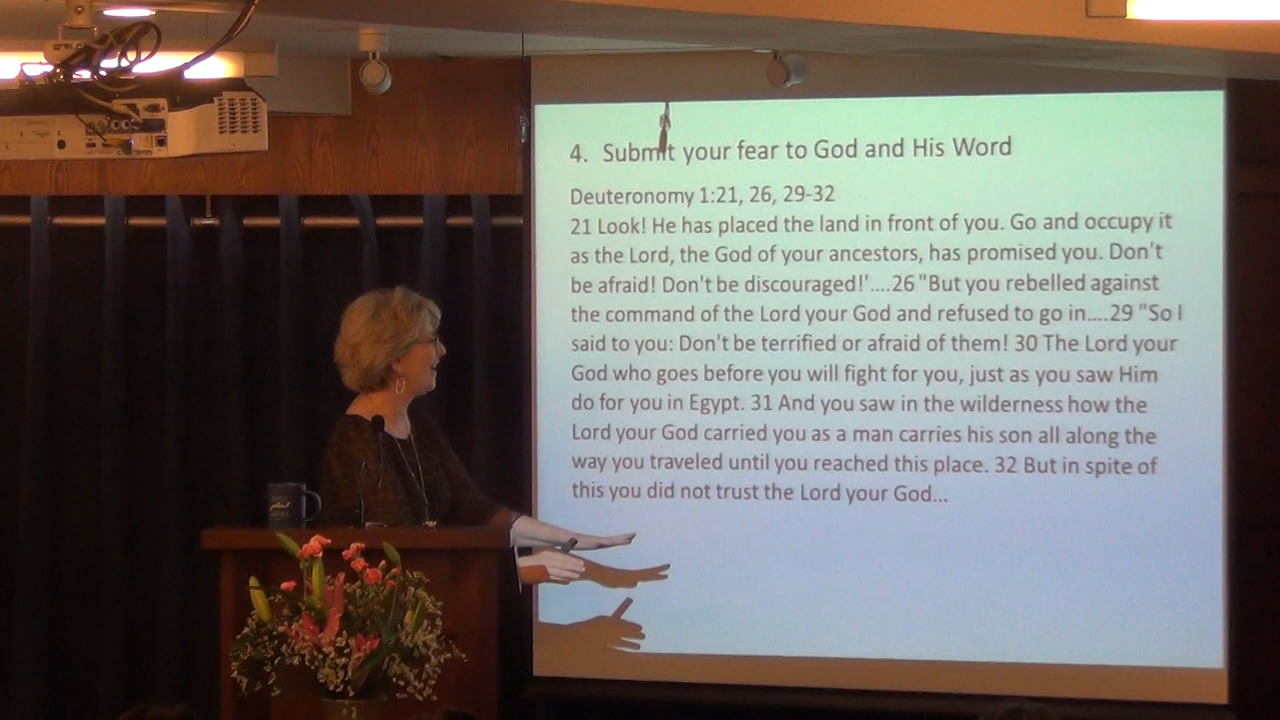 4. Submit your fear to God and His Word
Deuteronomy 1:21, 26, 29-32
21 Look! He has placed the land in front of you. Go and occupy it
as the Lord, the God of your ancestors, has promised you. Don't
be afraid! Don't be discouraged!'....26 "But you rebelled against
the command of the Lord your God and refused to go in....29 "So I
said to you: Don't be terrified or afraid of them! 30 The Lord your
God who goes before you will fight for you, just as you saw Him
do for you in Egypt. 31 And you saw in the wilderness how the
Lord your God carried you as a man carries his son all along the
way you traveled until you reached this place. 32 But in spite of
this you did not trust the Lord your God...